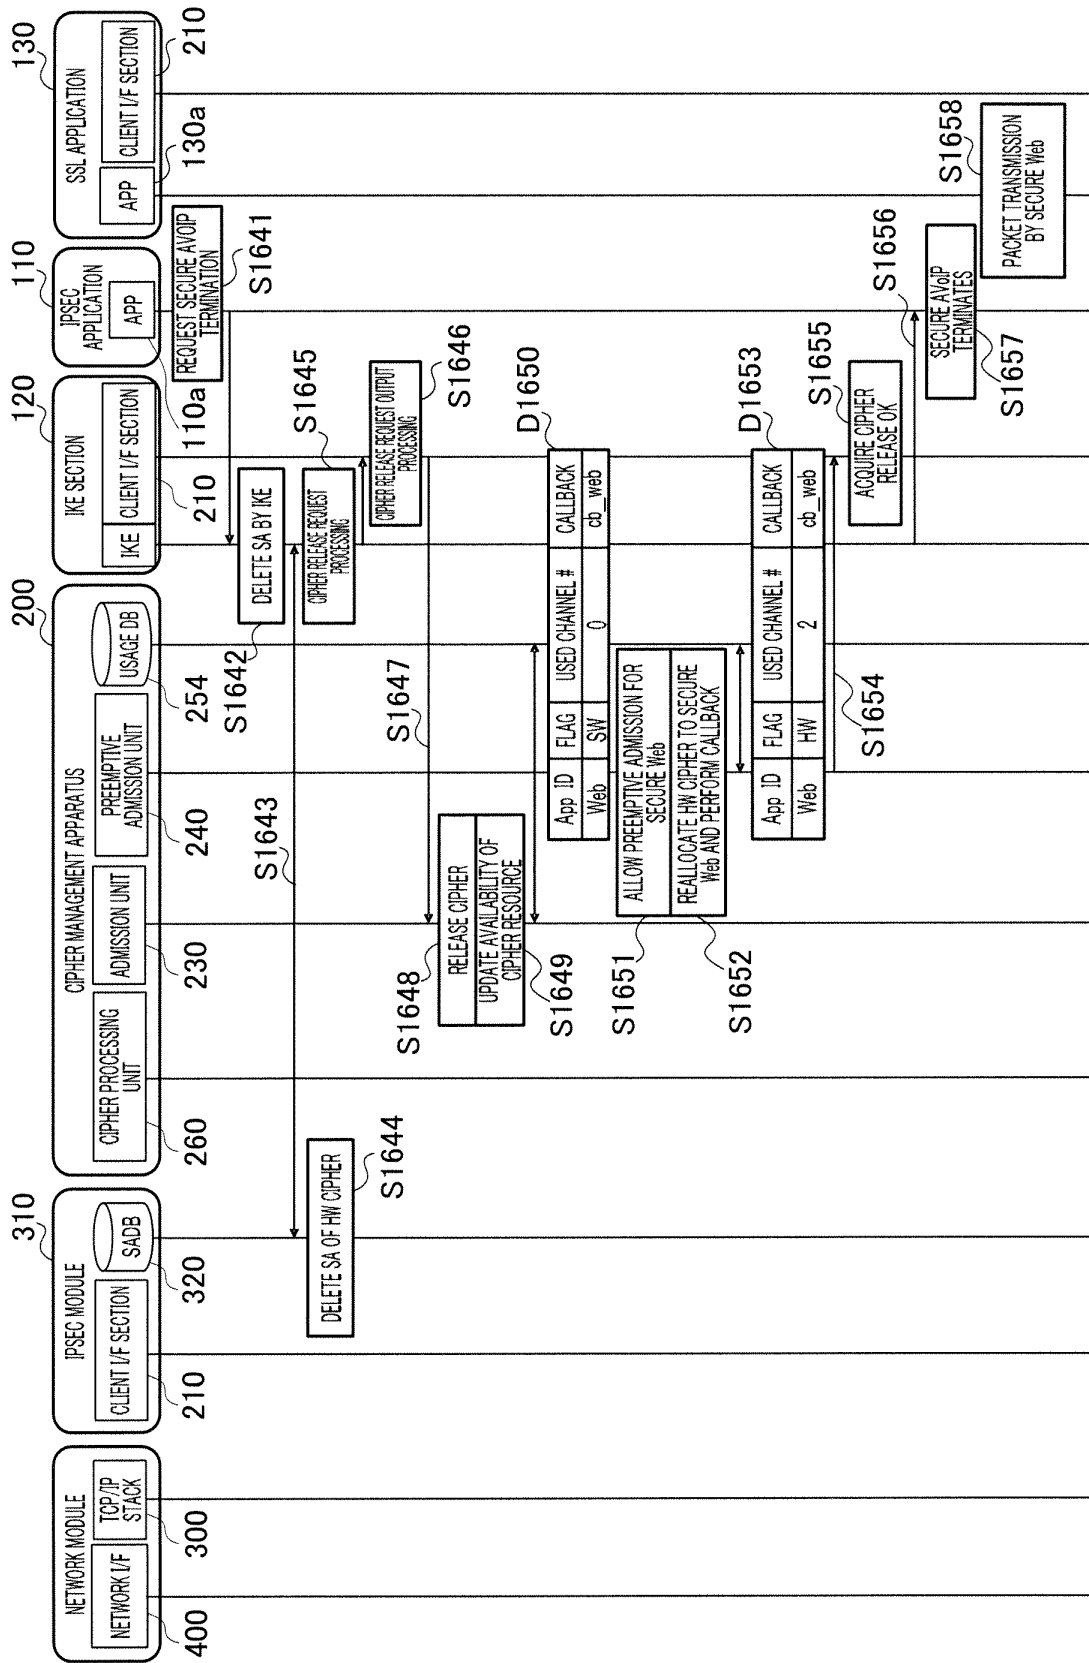 NETWORK MODULE
NETWORK I/F
400
TCP/IP
STACK
300
310
IPSEC MODULE
CLIENT I/F SECTION
210
SADB
320
200
CIPHER MANAGEMENT APPARATUS
CIPHER PROCESSING
UNIT
260
ADMISSION UNIT
230
PREEMPTIVE
ADMISSION UNIT
240
USAGE DB
254
120
IKE SECTION
IKE
CLIENT I/F SECTION
210
110
IPSEC
APPLICATION
APP
110a
130
SSL APPLICATION
APP
130a
CLIENT I/F SECTION
210
REQUEST SECURE AVOIP
TERMINATION
S1641
DELETE SA BY IKE
S1642
S1643
DELETE SA OF HW CIPHER
S1644
CIPHER RELEASE REQUEST
PROCESSING
S1645
CIPHER RELEASE REQUEST OUTPUT
PROCESSING
S1646
S1647
RELEASE CIPHER
S1648
UPDATE AVAILABILITY OF
CIPHER RESOURCE
S1649
App ID FLAG USED CHANNEL # CALLBACK
Web SW 0 cb_web
D1650
ALLOW PREEMPTIVE ADMISSION FOR
SECURE Web
S1651
REALLOCATE HW CIPHER TO SECURE
Web AND PERFORM CALLBACK
S1652
App ID FLAG USED CHANNEL # CALLBACK
Web HW 2 cb_web
D1653
S1654
ACQUIRE CIPHER
RELEASE OK
S1655
S1656
SECURE AVoIP
TERMINATES
S1657
PACKET TRANSMISSION
BY SECURE Web
S1658